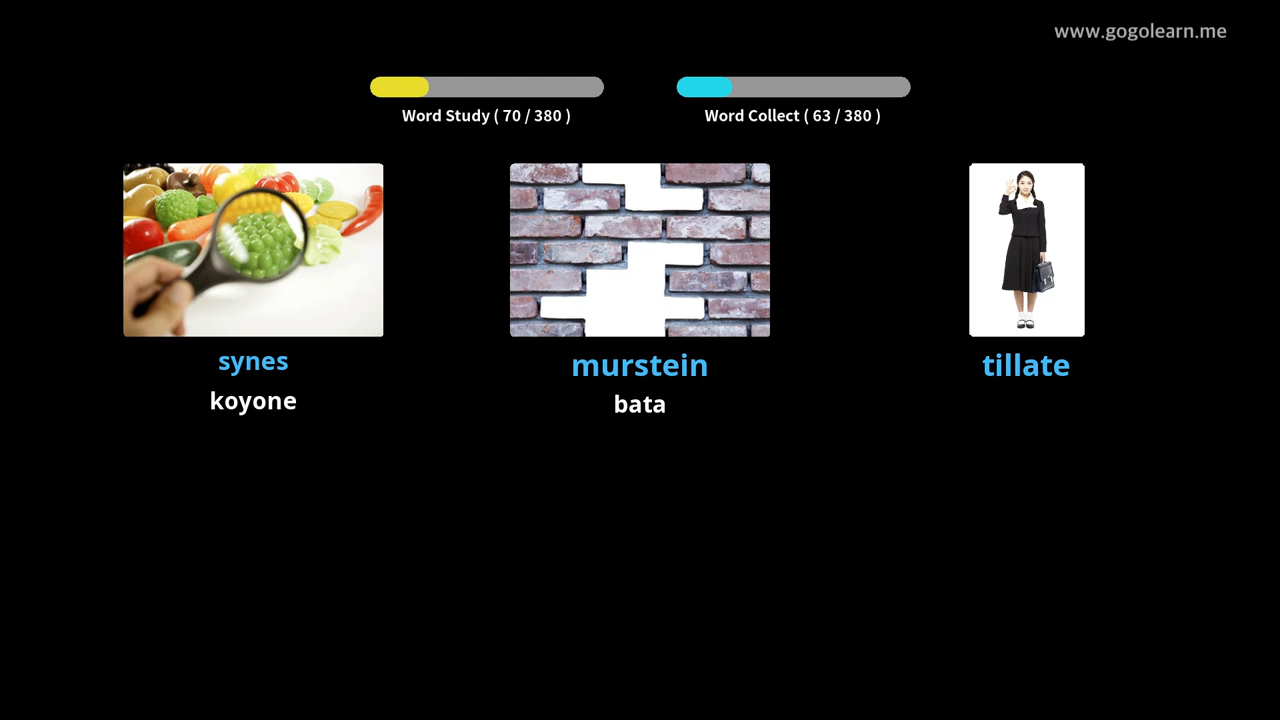 www.gogolearn.me
Word Study ( 70 / 380 )
Word Collect ( 63 / 380 )
synes
koyone
murstein
bata
tillate